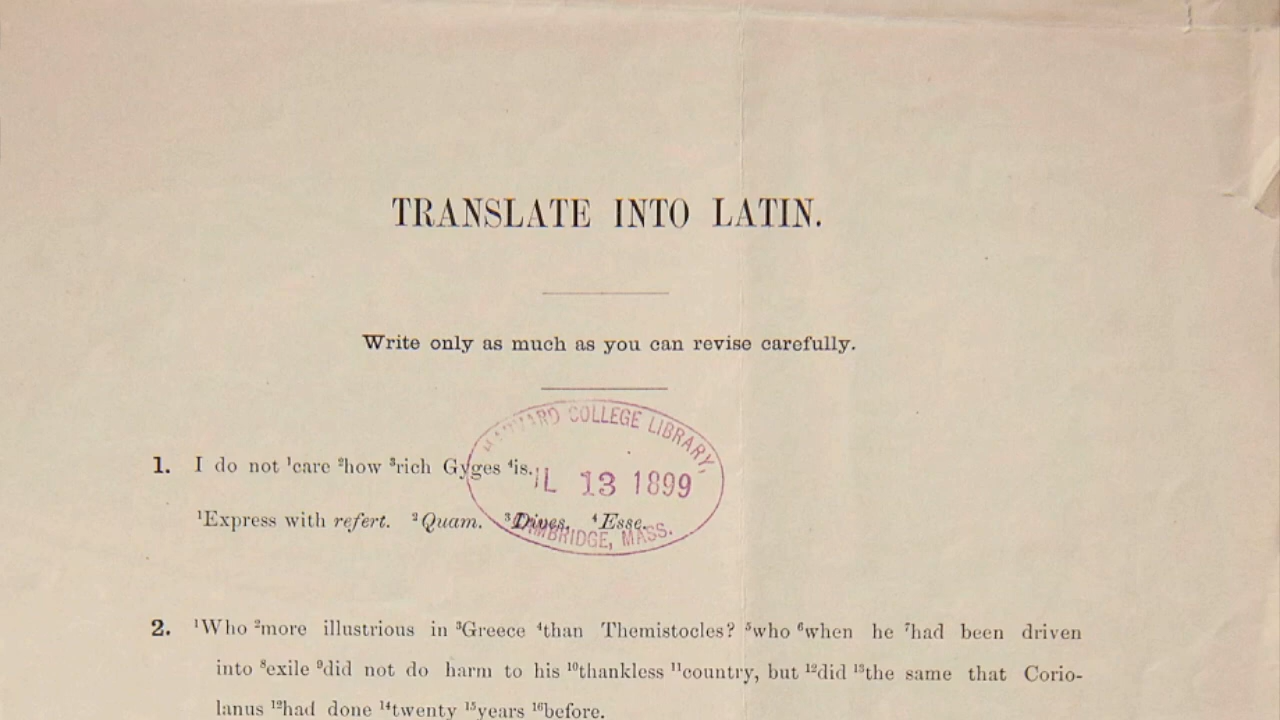 TRANSLATE INTO LATIN.
Write only as much as you can revise carefully.
HARVARD COLLEGE LIBRARY,
1. I do not ¹care ²how ³rich Gyges ⁴is.
IL 13 1899
¹Express with refert. ²Quam. ³Dives. ⁴Esse.
CAMBRIDGE, MASS.
2. ¹Who ²more illustrious in ³Greece ⁴than Themistocles? ⁵who ⁶when he ⁷had been driven
into ⁸exile ⁹did not do harm to his ¹⁰thankless ¹¹country, but ¹²did ¹³the same that Corio-
lanus ¹²had done ¹⁴twenty ¹⁵years ¹⁶before.